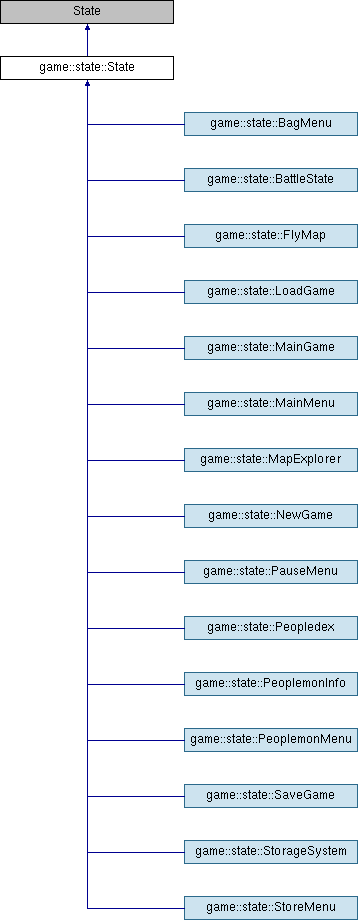 State
game::state::State
game::state::BagMenu
game::state::BattleState
game::state::FlyMap
game::state::LoadGame
game::state::MainGame
game::state::MainMenu
game::state::MapExplorer
game::state::NewGame
game::state::PauseMenu
game::state::Peopledex
game::state::PeoplemonInfo
game::state::PeoplemonMenu
game::state::SaveGame
game::state::StorageSystem
game::state::StoreMenu